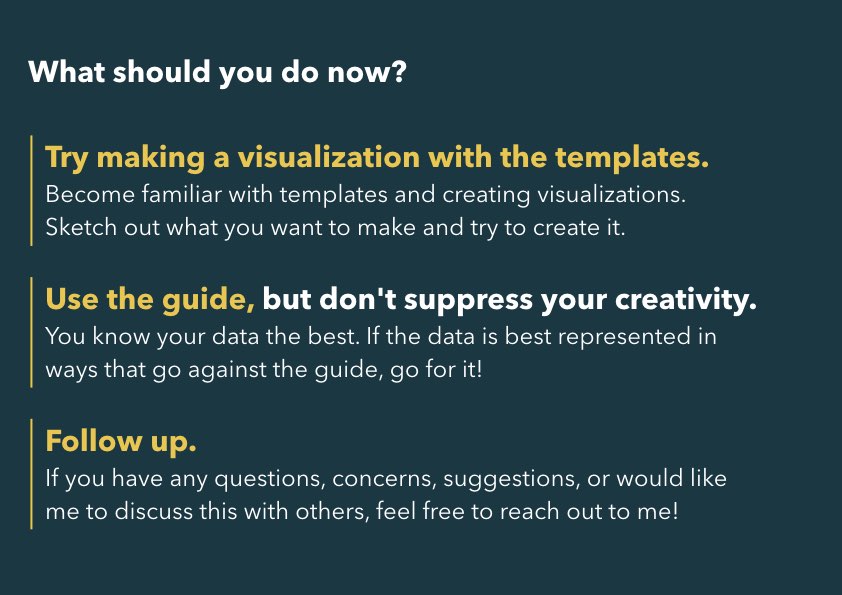 What should you do now?
Try making a visualization with the templates.
Become familiar with templates and creating visualizations.
Sketch out what you want to make and try to create it.
Use the guide, but don't suppress your creativity.
You know your data the best. If the data is best represented in
ways that go against the guide, go for it!
Follow up.
If you have any questions, concerns, suggestions, or would like
me to discuss this with others, feel free to reach out to me!